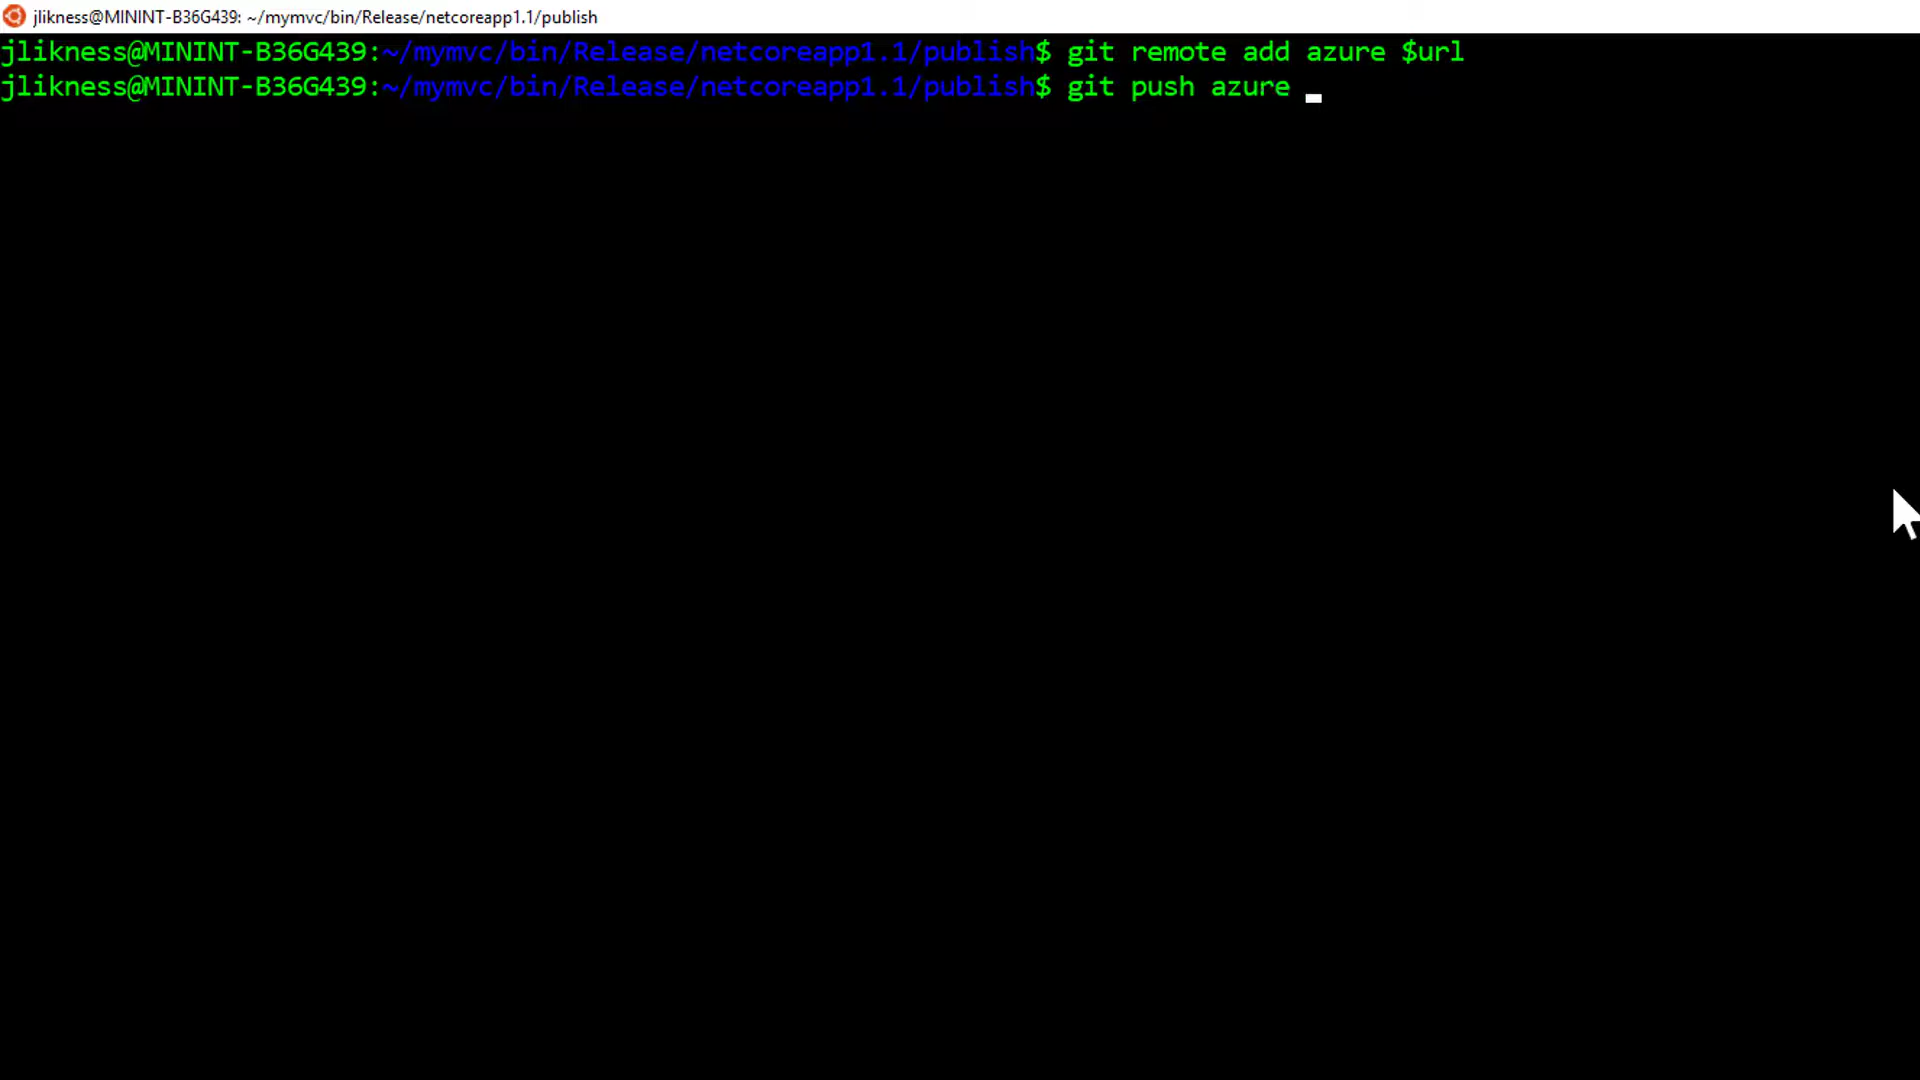 jlikness@MININT-B36G439: ~/mymvc/bin/Release/netcoreapp1.1/publish
jlikness@MININT-B36G439:~/mymvc/bin/Release/netcoreapp1.1/publish$ git remote add azure $url
jlikness@MININT-B36G439:~/mymvc/bin/Release/netcoreapp1.1/publish$ git push azure